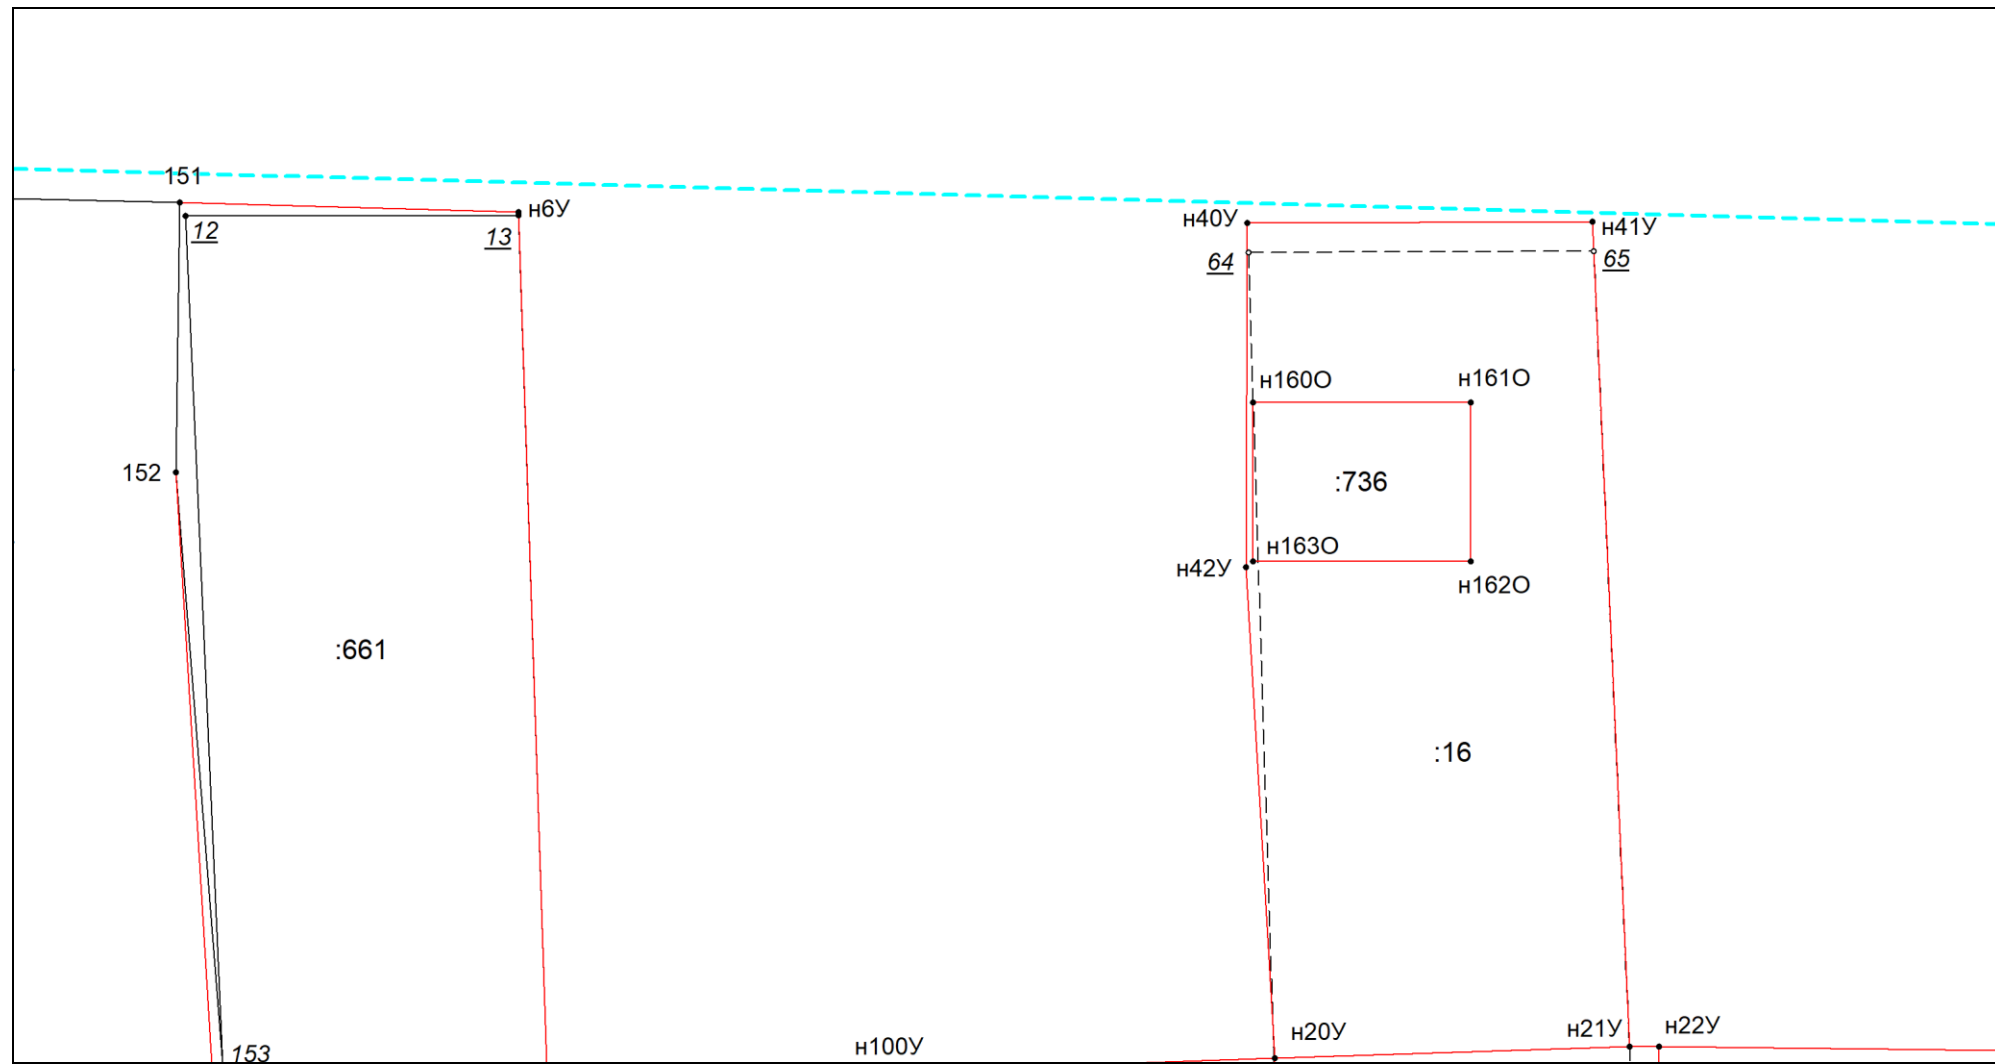 151
н6У
12
13
н40У
н41У
64
65
н160О
н161О
152
:736
н163О
н42У
н162О
:661
:16
153
н100У
н20У
н21У
н22У